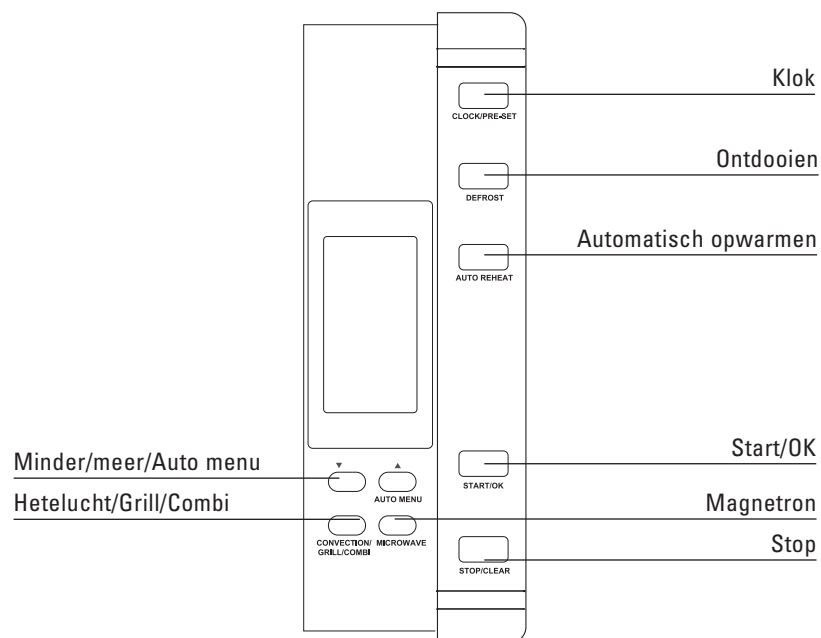 Klok
CLOCK/PRE-SET
Ontdooien
DEFROST
Automatisch opwarmen
AUTO REHEAT
Minder/meer/Auto menu
▼ ▲
AUTO MENU
Start/OK
START/OK
Hetelucht/Grill/Combi
Magnetron
CONVECTION/
GRILL/COMBI
MICROWAVE
Stop
STOP/CLEAR